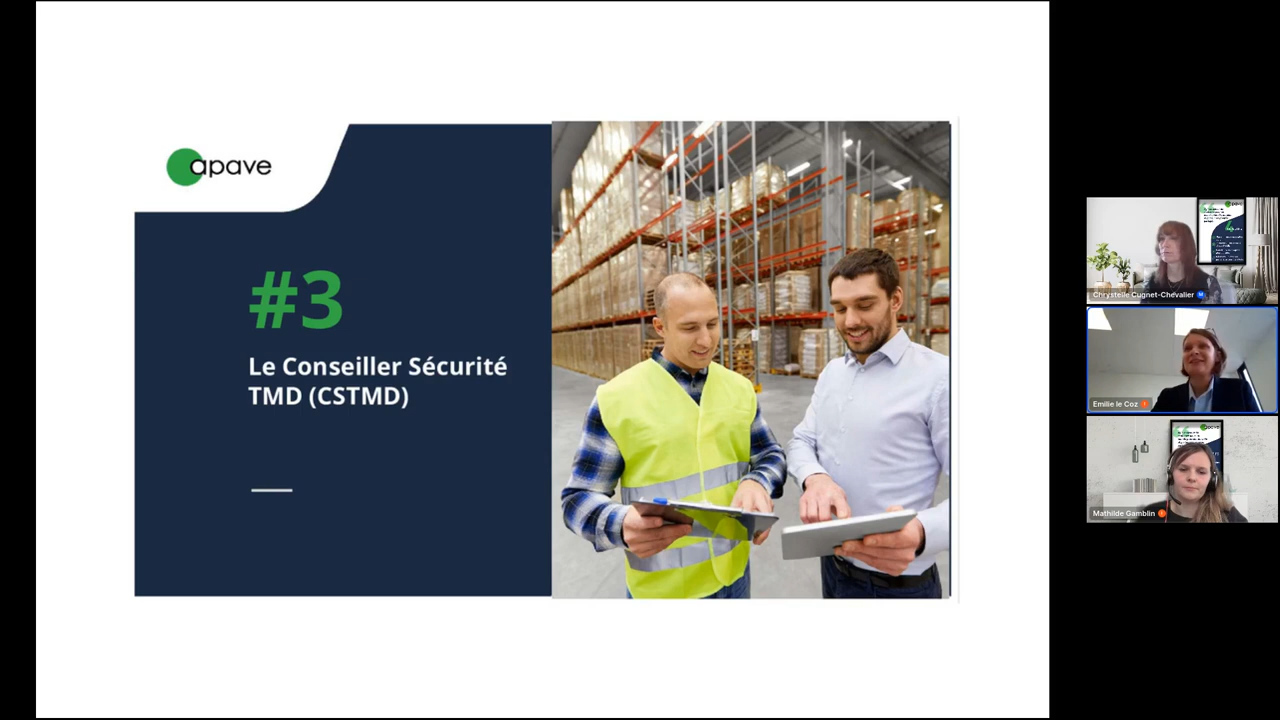 apave
#3
Le Conseiller Sécurité
TMD (CSTMD)
Chrystelle Cugnet-Chevalier
Emilie le Coz
Mathilde Gamblin